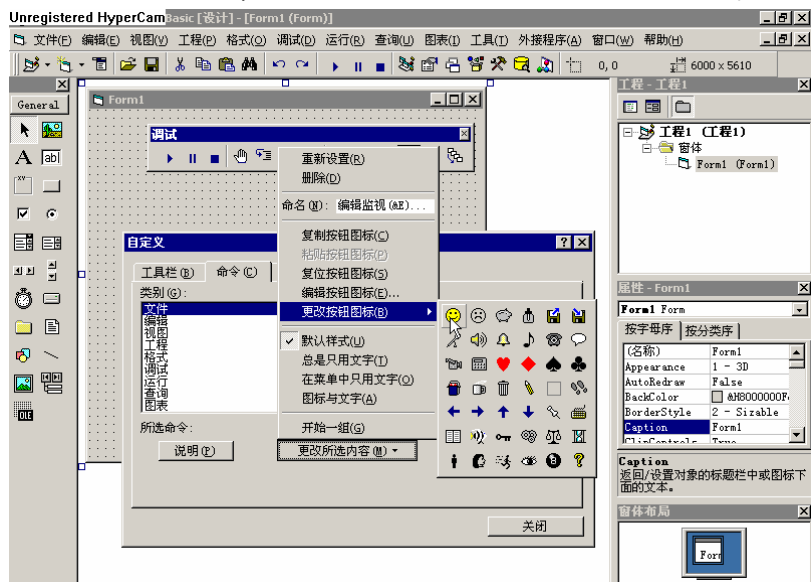 Unregistered HyperCam
Basic [设计] - [Form1 (Form)]
文件(F) 编辑(E) 视图(V) 工程(P) 格式(O) 调试(D) 运行(R) 查询(U) 图表(I) 工具(T) 外接程序(A) 窗口(W) 帮助(H)
0, 0 6000 x 5610
General
Form1
调试
重新设置(R)
删除(D)
命名(N): 编辑监视(&E)...
复制按钮图标(C)
粘贴按钮图标(P)
复位按钮图标(S)
编辑按钮图标(E)...
更改按钮图标(B)
默认样式(U)
总是只用文字(T)
在菜单中只用文字(O)
图标与文字(A)
开始一组(G)
自定义
工具栏(B) 命令(C)
类别(G):
文件
编辑
视图
工程
格式
调试
运行
查询
图表
所选命令:
说明(P) 更改所选内容(M)
关闭
工程 - 工程1
工程1 (工程1)
窗体
Form1 (Form1)
属性 - Form1
Form1 Form
按字母序 按分类序
(名称) Form1
Appearance 1 - 3D
AutoRedraw False
BackColor &H8000000F&
BorderStyle 2 - Sizable
Caption Form1
ClipControls True
Caption
返回/设置对象的标题栏中或图标下
面的文本。
窗体布局
Form
OLE